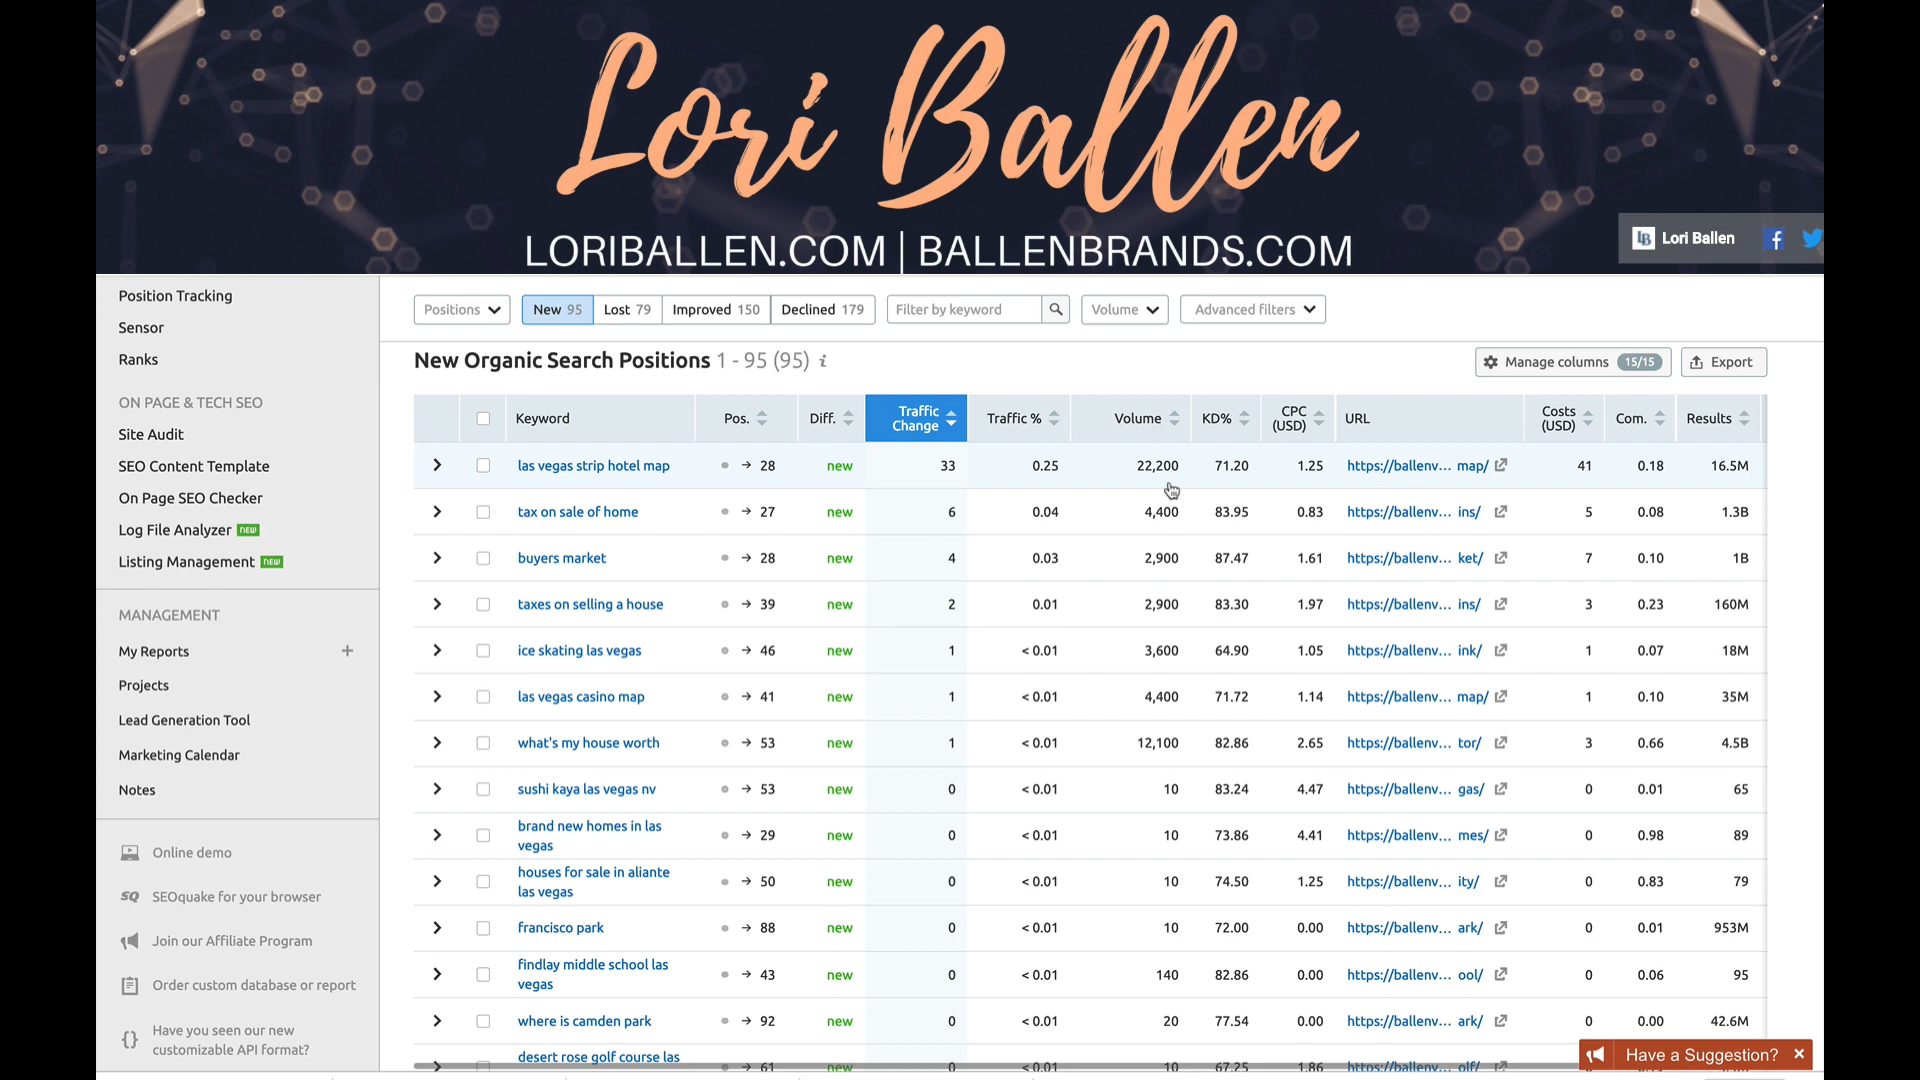 Lori Ballen
LORIBALLEN.COM | BALLENBRANDS.COM
LB Lori Ballen
Position Tracking
Sensor
Ranks
ON PAGE & TECH SEO
Site Audit
SEO Content Template
On Page SEO Checker
Log File Analyzer new
Listing Management new
MANAGEMENT
My Reports +
Projects
Lead Generation Tool
Marketing Calendar
Notes
Online demo
SQ SEOquake for your browser
Join our Affiliate Program
Order custom database or report
{} Have you seen our new
customizable API format?
Positions New 95 Lost 79 Improved 150 Declined 179 Filter by keyword Volume Advanced filters
New Organic Search Positions 1 - 95 (95) i
Manage columns 15/15 Export
Keyword Pos. Diff. Traffic Change Traffic % Volume KD% CPC (USD) URL Costs (USD) Com. Results
las vegas strip hotel map → 28 new 33 0.25 22,200 71.20 1.25 https://ballenv... map/ 41 0.18 16.5M
tax on sale of home → 27 new 6 0.04 4,400 83.95 0.83 https://ballenv... ins/ 5 0.08 1.3B
buyers market → 28 new 4 0.03 2,900 87.47 1.61 https://ballenv... ket/ 7 0.10 1B
taxes on selling a house → 39 new 2 0.01 2,900 83.30 1.97 https://ballenv... ins/ 3 0.23 160M
ice skating las vegas → 46 new 1 < 0.01 3,600 64.90 1.05 https://ballenv... ink/ 1 0.07 18M
las vegas casino map → 41 new 1 < 0.01 4,400 71.72 1.14 https://ballenv... map/ 1 0.10 35M
what's my house worth → 53 new 1 < 0.01 12,100 82.86 2.65 https://ballenv... tor/ 3 0.66 4.5B
sushi kaya las vegas nv → 53 new 0 < 0.01 10 83.24 4.47 https://ballenv... gas/ 0 0.01 65
brand new homes in las
vegas → 29 new 0 < 0.01 10 73.86 4.41 https://ballenv... mes/ 0 0.98 89
houses for sale in aliante
las vegas → 50 new 0 < 0.01 10 74.50 1.25 https://ballenv... ity/ 0 0.83 79
francisco park → 88 new 0 < 0.01 10 72.00 0.00 https://ballenv... ark/ 0 0.01 953M
findlay middle school las
vegas → 43 new 0 < 0.01 140 82.86 0.00 https://ballenv... ool/ 0 0.06 95
where is camden park → 92 new 0 < 0.01 20 77.54 0.00 https://ballenv... ark/ 0 0.00 42.6M
desert rose golf course las
→ 61 new 0 < 0.01 10 67.25 1.86 https://ballenv... olf/
Have a Suggestion? ×